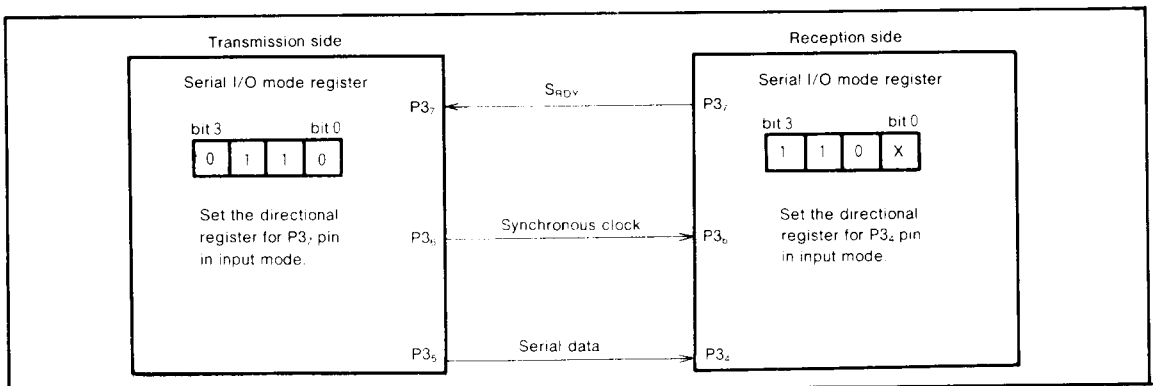 Transmission side
Serial I/O mode register
bit 3 bit 0
0 1 1 0
Set the directional
register for P3₇ pin
in input mode.
P3₇
P3₆
P3₅
S_RDY
Synchronous clock
Serial data
Reception side
Serial I/O mode register
bit 3 bit 0
1 1 0 X
Set the directional
register for P3₄ pin
in input mode.
P3₇
P3₆
P3₄